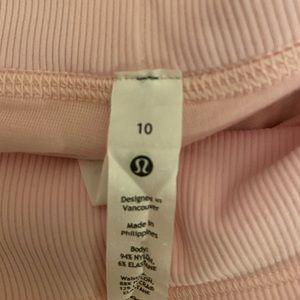 10
Designed in
Vancouver
Made in
Philippines
Body:
94% NYLON,
6% ELASTANE